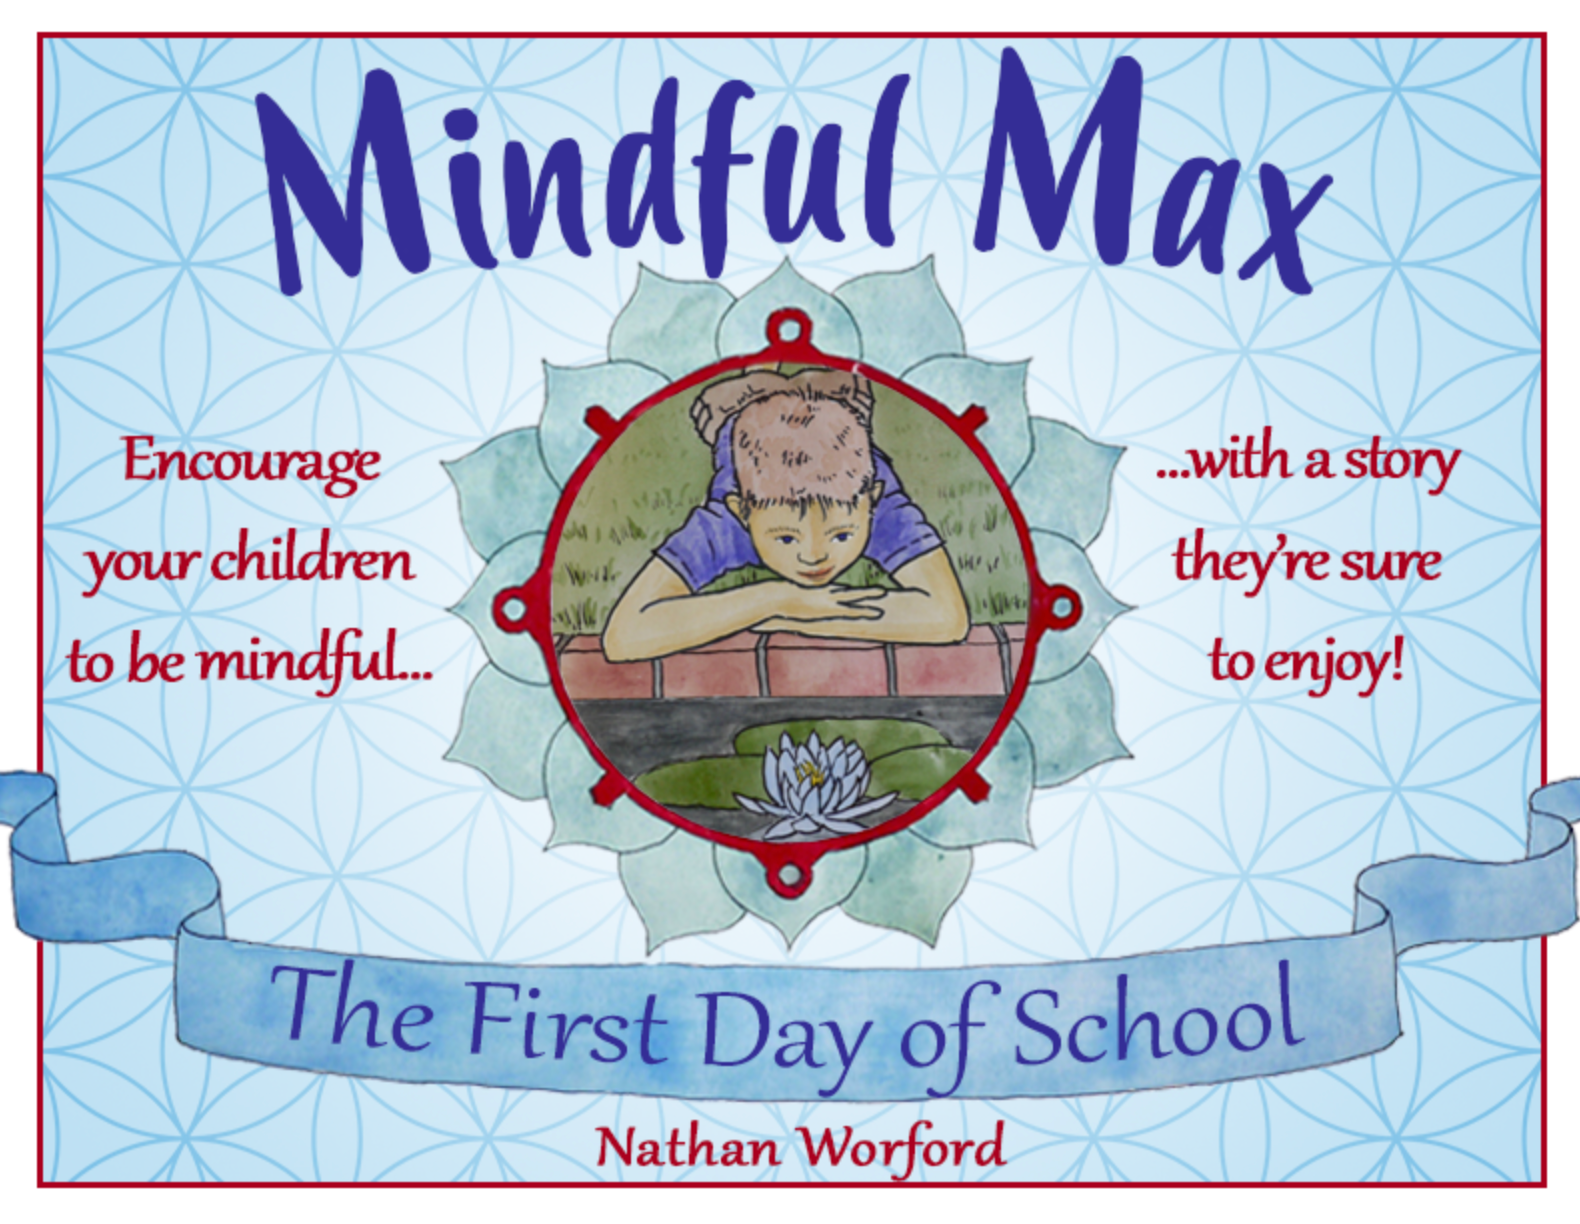 Mindful Max
Encourage
your children
to be mindful...
...with a story
they're sure
to enjoy!
The First Day of School
Nathan Worford